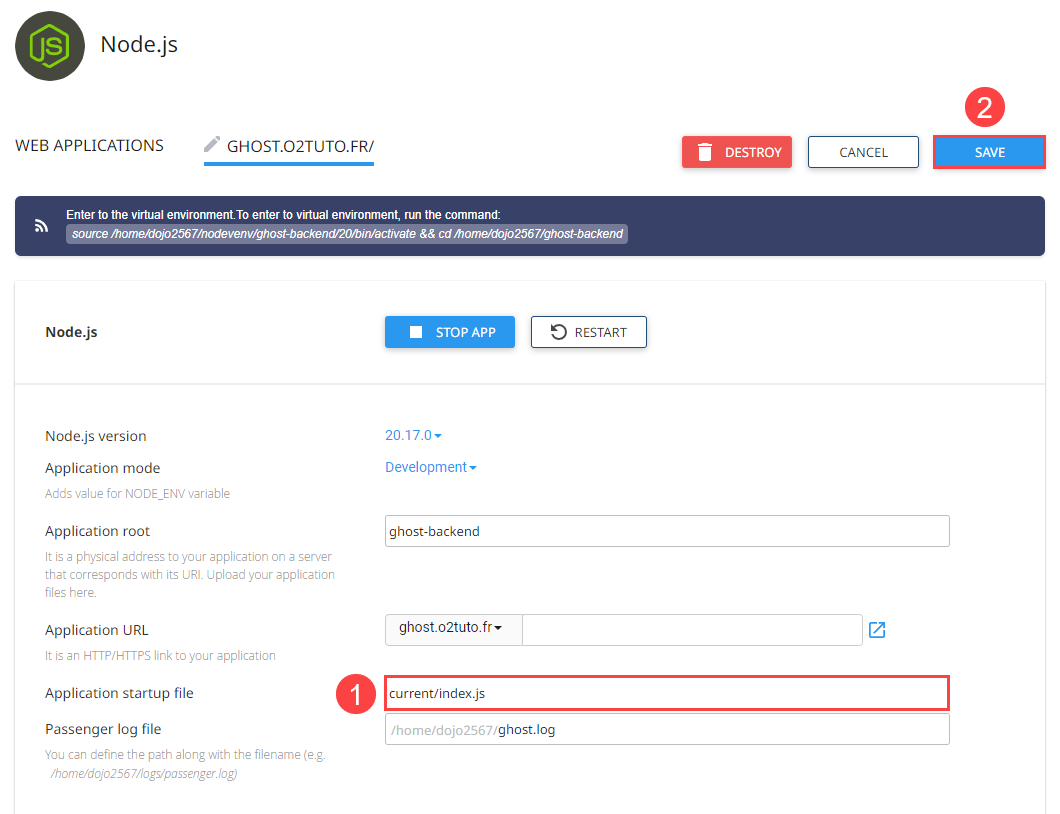 JS Node.js
2
WEB APPLICATIONS GHOST.O2TUTO.FR/ DESTROY CANCEL SAVE
Enter to the virtual environment.To enter to virtual environment, run the command:
source /home/dojo2567/nodevenv/ghost-backend/20/bin/activate && cd /home/dojo2567/ghost-backend
Node.js STOP APP RESTART
Node.js version 20.17.0
Application mode Development
Adds value for NODE_ENV variable
Application root ghost-backend
It is a physical address to your application on a server
that corresponds with its URI. Upload your application
files here.
Application URL ghost.o2tuto.fr
It is an HTTP/HTTPS link to your application
Application startup file 1 current/index.js
Passenger log file /home/dojo2567/ghost.log
You can define the path along with the filename (e.g.
/home/dojo2567/logs/passenger.log)